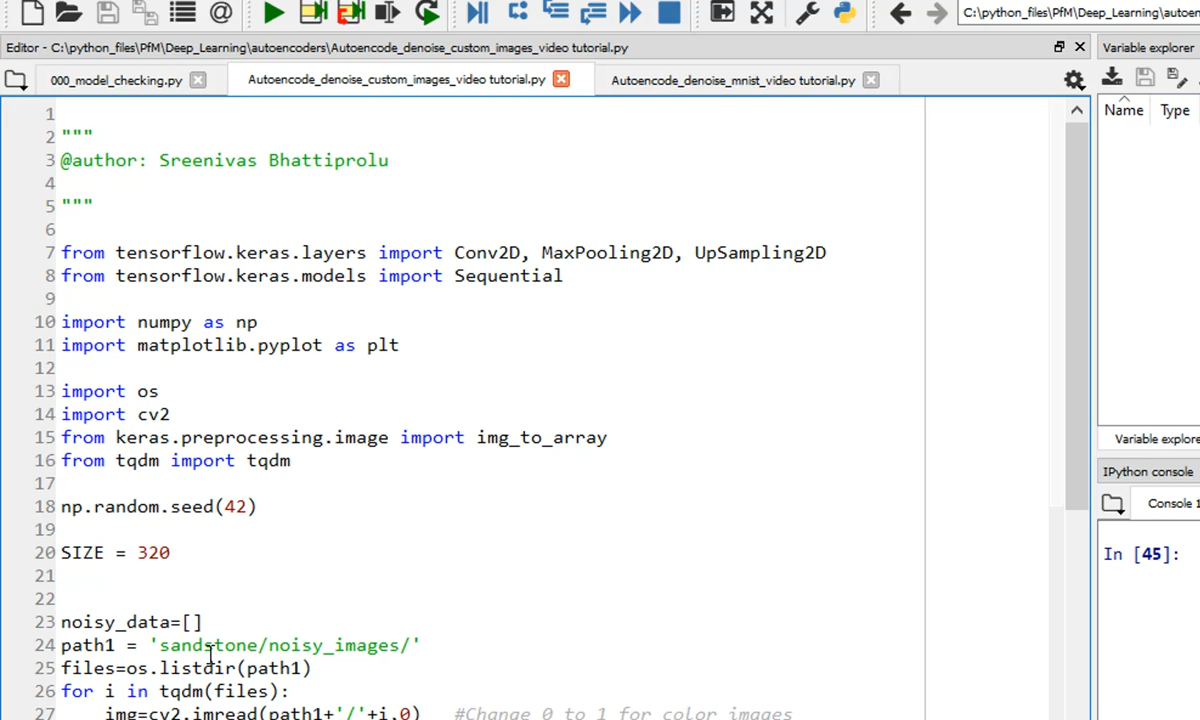 C:\python_files\PfM\Deep_Learning\autoen
Editor - C:\python_files\PfM\Deep_Learning\autoencoders\Autoencode_denoise_custom_images_video tutorial.py
Variable explorer
000_model_checking.py
Autoencode_denoise_custom_images_video tutorial.py
Autoencode_denoise_mnist_video tutorial.py
Name Type
1
2 """
3 @author: Sreenivas Bhattiprolu
4
5 """
6
7 from tensorflow.keras.layers import Conv2D, MaxPooling2D, UpSampling2D
8 from tensorflow.keras.models import Sequential
9
10 import numpy as np
11 import matplotlib.pyplot as plt
12
13 import os
14 import cv2
15 from keras.preprocessing.image import img_to_array
16 from tqdm import tqdm
17
18 np.random.seed(42)
19
20 SIZE = 320
21
22
23 noisy_data=[]
24 path1 = 'sandstone/noisy_images/'
25 files=os.listdir(path1)
26 for i in tqdm(files):
27 img=cv2.imread(path1+'/'+i,0) #Change 0 to 1 for color images
Variable explore
IPython console
Console 1
In [45]: